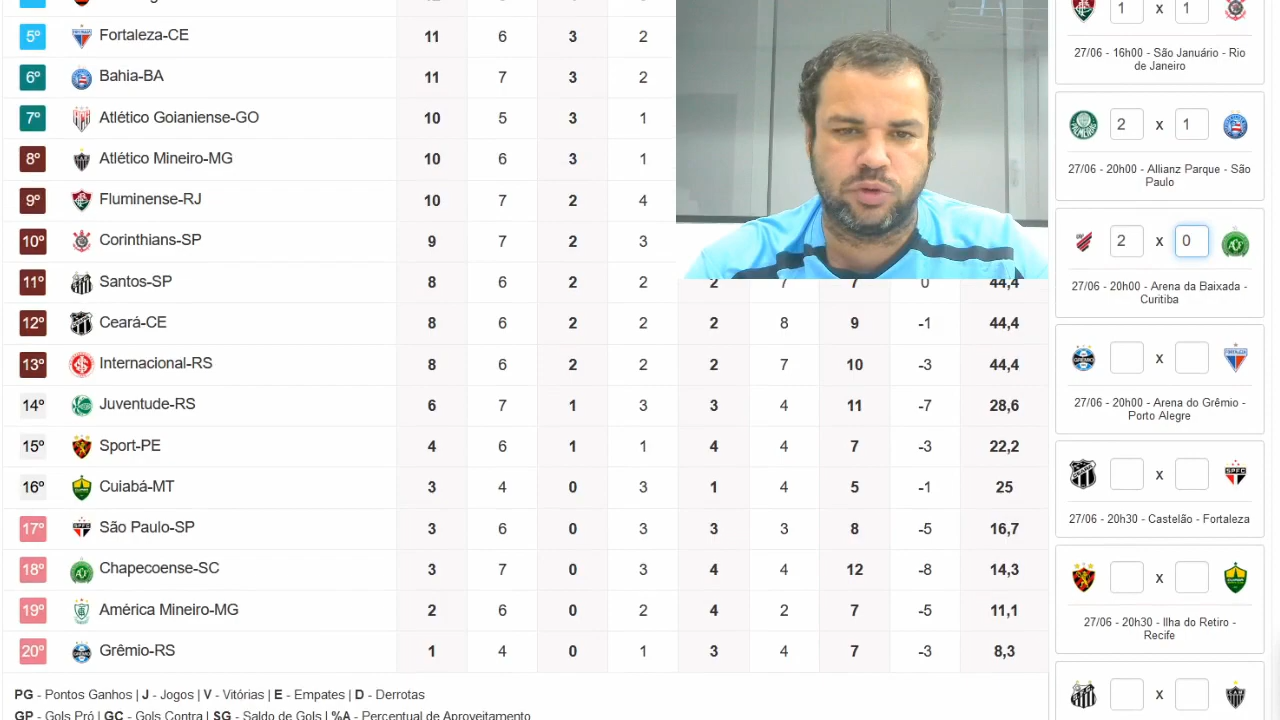 5º Fortaleza-CE 11 6 3 2
6º Bahia-BA 11 7 3 2
7º Atlético Goianiense-GO 10 5 3 1
8º Atlético Mineiro-MG 10 6 3 1
9º Fluminense-RJ 10 7 2 4
10º Corinthians-SP 9 7 2 3
11º Santos-SP 8 6 2 2 2 7 7 0 44,4
12º Ceará-CE 8 6 2 2 2 8 9 -1 44,4
13º Internacional-RS 8 6 2 2 2 7 10 -3 44,4
14º Juventude-RS 6 7 1 3 3 4 11 -7 28,6
15º Sport-PE 4 6 1 1 4 4 7 -3 22,2
16º Cuiabá-MT 3 4 0 3 1 4 5 -1 25
17º São Paulo-SP 3 6 0 3 3 3 8 -5 16,7
18º Chapecoense-SC 3 7 0 3 4 4 12 -8 14,3
19º América Mineiro-MG 2 6 0 2 4 2 7 -5 11,1
20º Grêmio-RS 1 4 0 1 3 4 7 -3 8,3
PG - Pontos Ganhos | J - Jogos | V - Vitórias | E - Empates | D - Derrotas
GP - Gols Pró | GC - Gols Contra | SG - Saldo de Gols | %A - Percentual de Aproveitamento
1 x 1
27/06 - 16h00 - São Januário - Rio
de Janeiro
2 x 1
27/06 - 20h00 - Allianz Parque - São
Paulo
2 x 0
27/06 - 20h00 - Arena da Baixada -
Curitiba
x
27/06 - 20h00 - Arena do Grêmio -
Porto Alegre
x
27/06 - 20h30 - Castelão - Fortaleza
x
27/06 - 20h30 - Ilha do Retiro -
Recife
x